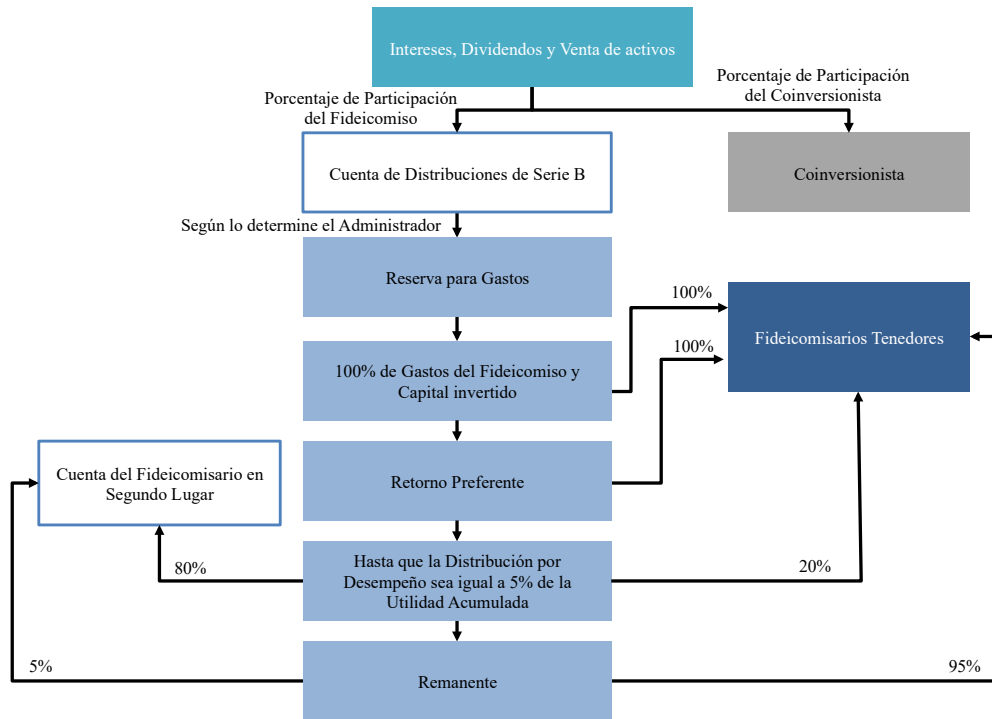 Intereses, Dividendos y Venta de activos
Porcentaje de Participación
del Fideicomiso
Porcentaje de Participación
del Coinversionista
Cuenta de Distribuciones de Serie B
Coinversionista
Según lo determine el Administrador
Reserva para Gastos
100%
Fideicomisarios Tenedores
100%
100% de Gastos del Fideicomiso y
Capital invertido
Cuenta del Fideicomisario en
Segundo Lugar
Retorno Preferente
80%
Hasta que la Distribución por
Desempeño sea igual a 5% de la
Utilidad Acumulada
20%
5%
Remanente
95%